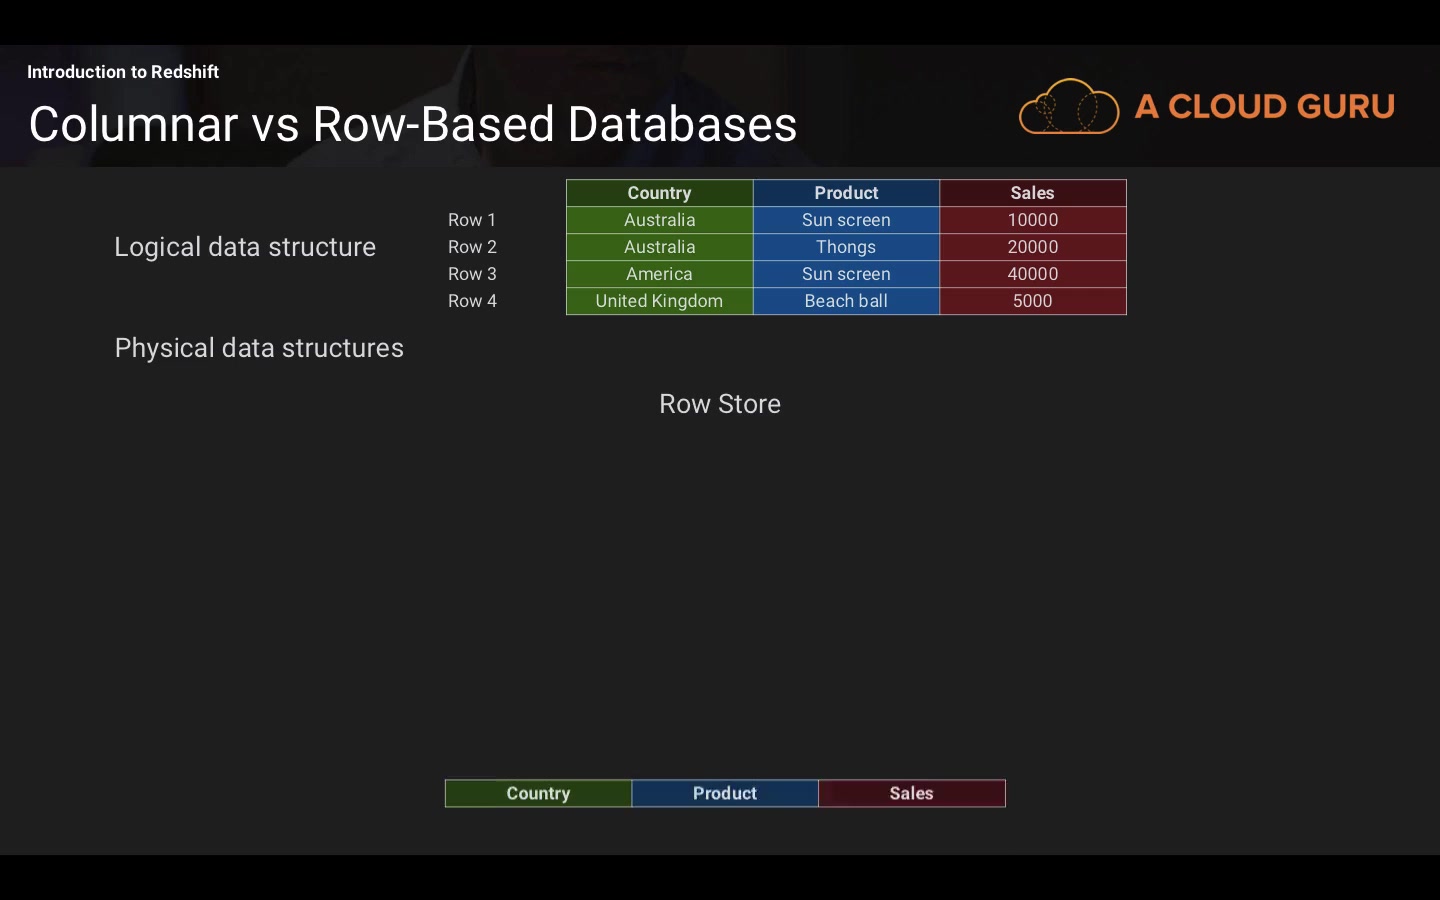 Introduction to Redshift
Columnar vs Row-Based Databases
A CLOUD GURU
Country Product Sales
Row 1 Australia Sun screen 10000
Logical data structure
Row 2 Australia Thongs 20000
Row 3 America Sun screen 40000
Row 4 United Kingdom Beach ball 5000
Physical data structures
Row Store
Country Product Sales